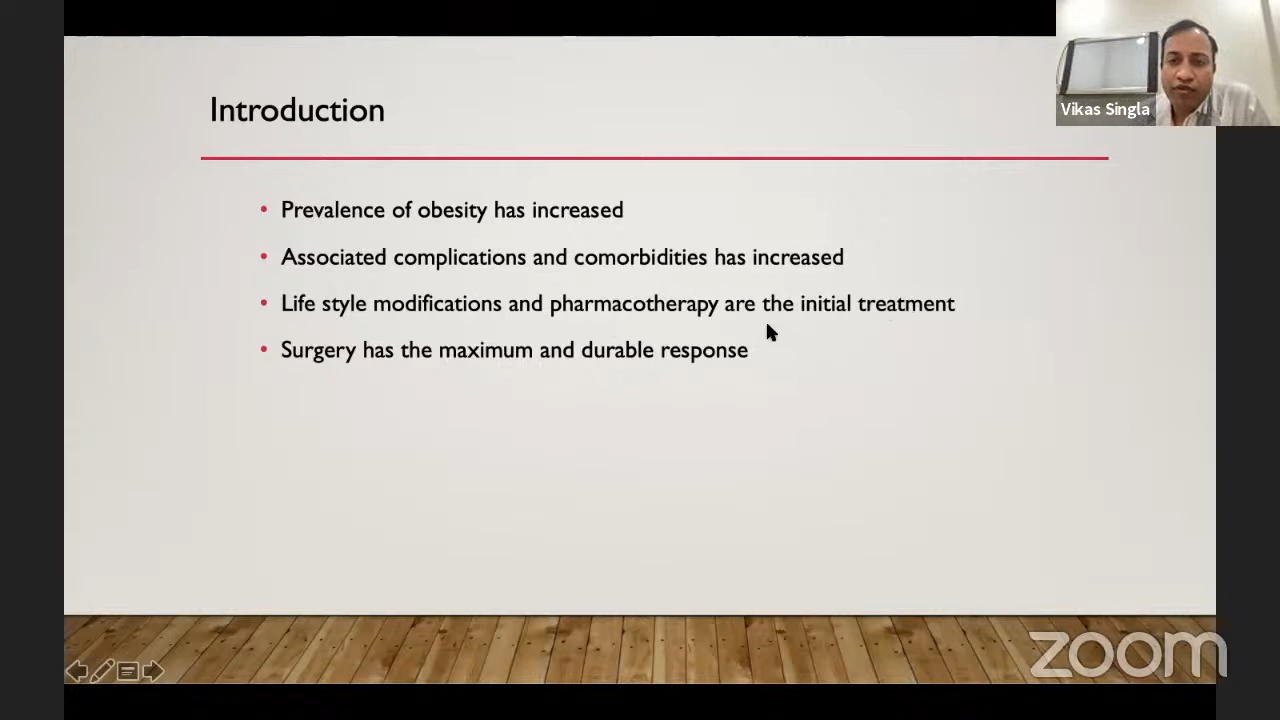 Introduction
Vikas Singla
• Prevalence of obesity has increased
• Associated complications and comorbidities has increased
• Life style modifications and pharmacotherapy are the initial treatment
• Surgery has the maximum and durable response
zoom